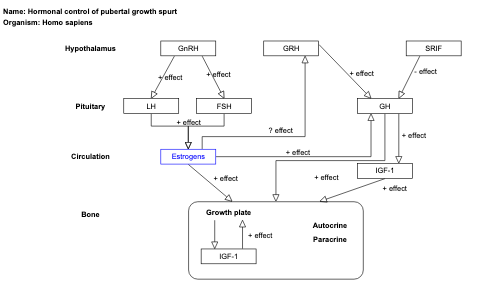 Name: Hormonal control of pubertal growth spurt
Organism: Homo sapiens
Hypothalamus
GnRH
GRH
SRIF
+ effect
+ effect
+ effect
- effect
Pituitary
LH
FSH
GH
+ effect
? effect
+ effect
Circulation
Estrogens
+ effect
IGF-1
+ effect
+ effect
+ effect
Bone
Growth plate
Autocrine
Paracrine
+ effect
IGF-1